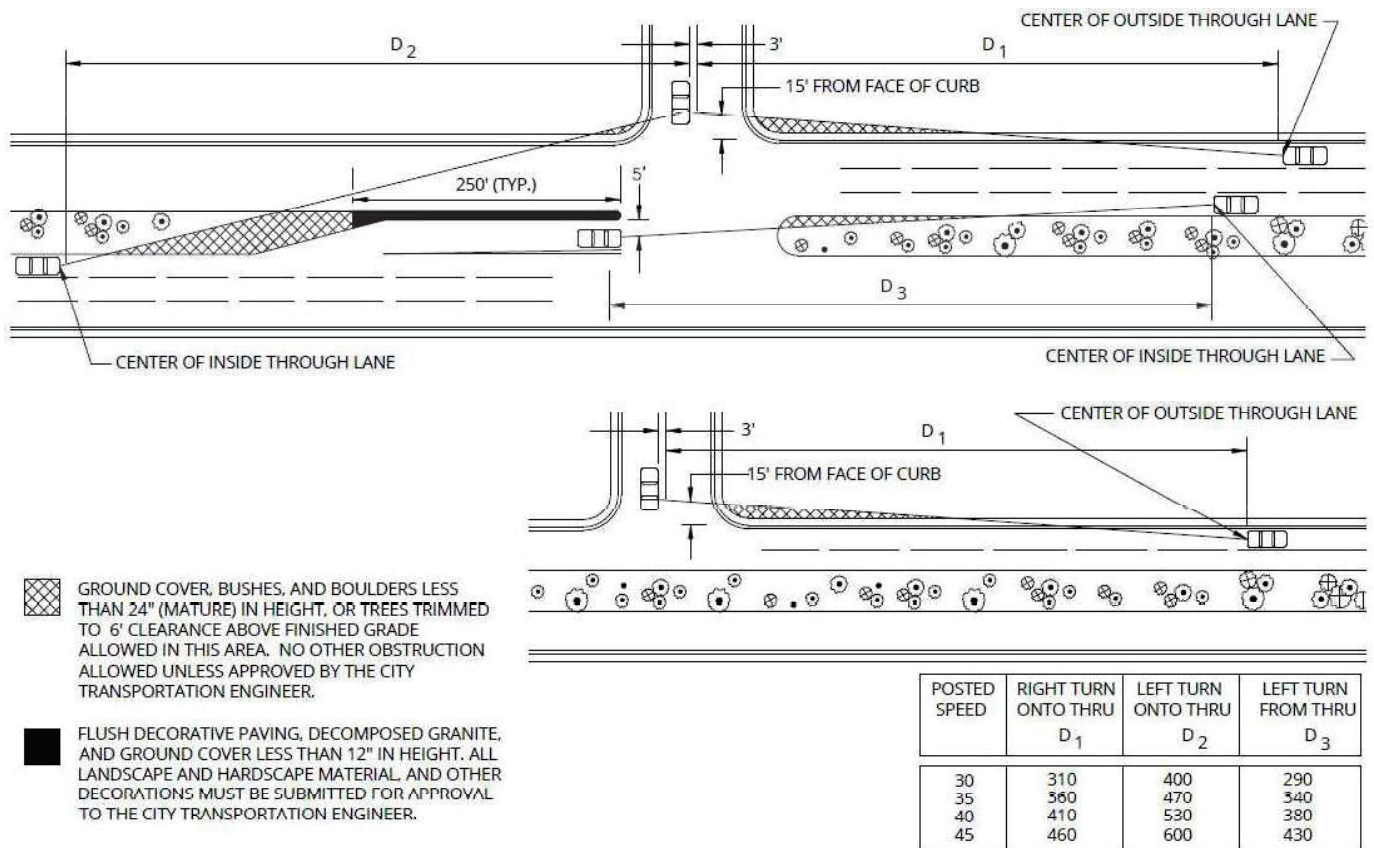 CENTER OF OUTSIDE THROUGH LANE
D 2
3'
D 1
15' FROM FACE OF CURB
250' (TYP.)
5'
D 3
CENTER OF INSIDE THROUGH LANE
CENTER OF INSIDE THROUGH LANE
CENTER OF OUTSIDE THROUGH LANE
3'
D 1
15' FROM FACE OF CURB
GROUND COVER, BUSHES, AND BOULDERS LESS
THAN 24" (MATURE) IN HEIGHT, OR TREES TRIMMED
TO 6' CLEARANCE ABOVE FINISHED GRADE
ALLOWED IN THIS AREA. NO OTHER OBSTRUCTION
ALLOWED UNLESS APPROVED BY THE CITY
TRANSPORTATION ENGINEER.
FLUSH DECORATIVE PAVING, DECOMPOSED GRANITE,
AND GROUND COVER LESS THAN 12" IN HEIGHT. ALL
LANDSCAPE AND HARDSCAPE MATERIAL, AND OTHER
DECORATIONS MUST BE SUBMITTED FOR APPROVAL
TO THE CITY TRANSPORTATION ENGINEER.
POSTED RIGHT TURN LEFT TURN LEFT TURN
SPEED ONTO THRU ONTO THRU FROM THRU
D 1 D 2 D 3
30 310 400 290
35 360 470 340
40 410 530 380
45 460 600 430